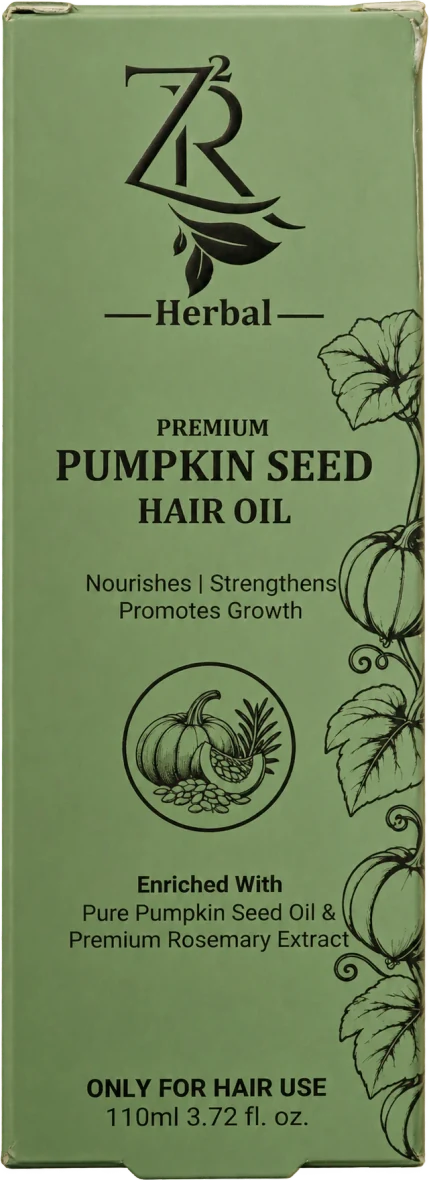 ZR²
Herbal
PREMIUM
PUMPKIN SEED
HAIR OIL
Nourishes | Strengthens
Promotes Growth
Enriched With
Pure Pumpkin Seed Oil &
Premium Rosemary Extract
ONLY FOR HAIR USE
110ml 3.72 fl. oz.